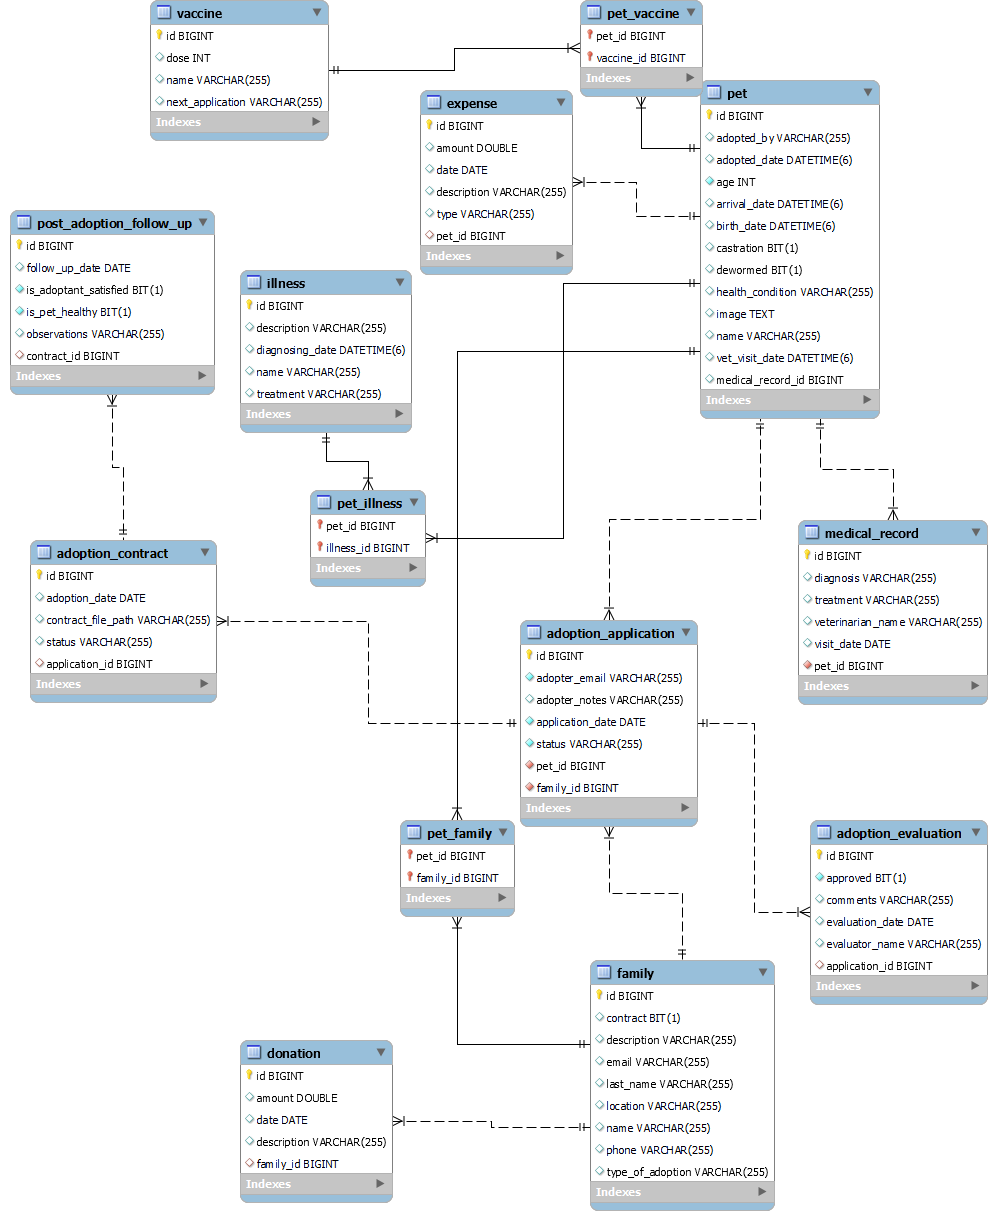 vaccine
id BIGINT
dose INT
name VARCHAR(255)
next_application VARCHAR(255)
Indexes
pet_vaccine
pet_id BIGINT
vaccine_id BIGINT
Indexes
expense
id BIGINT
amount DOUBLE
date DATE
description VARCHAR(255)
type VARCHAR(255)
pet_id BIGINT
Indexes
pet
id BIGINT
adopted_by VARCHAR(255)
adopted_date DATETIME(6)
age INT
arrival_date DATETIME(6)
birth_date DATETIME(6)
castration BIT(1)
dewormed BIT(1)
health_condition VARCHAR(255)
image TEXT
name VARCHAR(255)
vet_visit_date DATETIME(6)
medical_record_id BIGINT
Indexes
post_adoption_follow_up
id BIGINT
follow_up_date DATE
is_adoptant_satisfied BIT(1)
is_pet_healthy BIT(1)
observations VARCHAR(255)
contract_id BIGINT
Indexes
illness
id BIGINT
description VARCHAR(255)
diagnosing_date DATETIME(6)
name VARCHAR(255)
treatment VARCHAR(255)
Indexes
pet_illness
pet_id BIGINT
illness_id BIGINT
Indexes
adoption_contract
id BIGINT
adoption_date DATE
contract_file_path VARCHAR(255)
status VARCHAR(255)
application_id BIGINT
Indexes
medical_record
id BIGINT
diagnosis VARCHAR(255)
treatment VARCHAR(255)
veterinarian_name VARCHAR(255)
visit_date DATE
pet_id BIGINT
Indexes
adoption_application
id BIGINT
adopter_email VARCHAR(255)
adopter_notes VARCHAR(255)
application_date DATE
status VARCHAR(255)
pet_id BIGINT
family_id BIGINT
Indexes
pet_family
pet_id BIGINT
family_id BIGINT
Indexes
adoption_evaluation
id BIGINT
approved BIT(1)
comments VARCHAR(255)
evaluation_date DATE
evaluator_name VARCHAR(255)
application_id BIGINT
Indexes
family
id BIGINT
contract BIT(1)
description VARCHAR(255)
email VARCHAR(255)
last_name VARCHAR(255)
location VARCHAR(255)
name VARCHAR(255)
phone VARCHAR(255)
type_of_adoption VARCHAR(255)
Indexes
donation
id BIGINT
amount DOUBLE
date DATE
description VARCHAR(255)
family_id BIGINT
Indexes